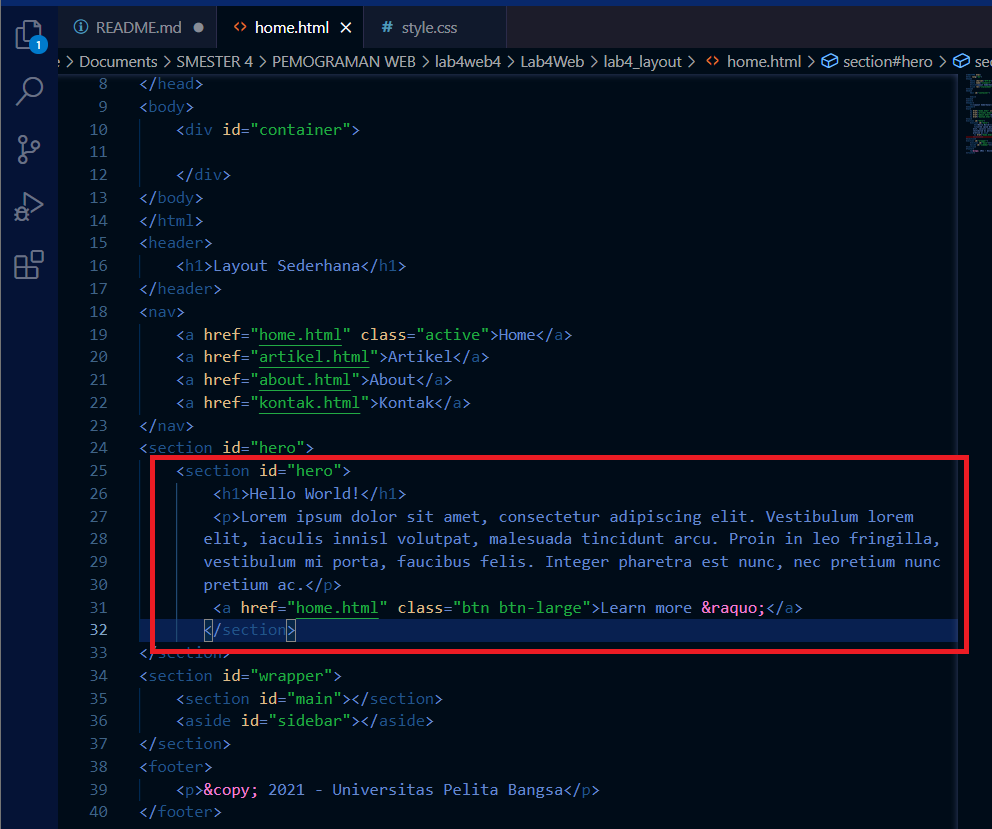 README.md
home.html
style.css
1
Documents > SMESTER 4 > PEMOGRAMAN WEB > lab4web4 > Lab4Web > lab4_layout > home.html > section#hero >
8 </head>
9 <body>
10 <div id="container">
11
12 </div>
13 </body>
14 </html>
15 <header>
16 <h1>Layout Sederhana</h1>
17 </header>
18 <nav>
19 <a href="home.html" class="active">Home</a>
20 <a href="artikel.html">Artikel</a>
21 <a href="about.html">About</a>
22 <a href="kontak.html">Kontak</a>
23 </nav>
24 <section id="hero">
25 <section id="hero">
26 <h1>Hello World!</h1>
27 <p>Lorem ipsum dolor sit amet, consectetur adipiscing elit. Vestibulum lorem
28 elit, iaculis innisl volutpat, malesuada tincidunt arcu. Proin in leo fringilla,
29 vestibulum mi porta, faucibus felis. Integer pharetra est nunc, nec pretium nunc
30 pretium ac.</p>
31 <a href="home.html" class="btn btn-large">Learn more &raquo;</a>
32 </section>
33 </section>
34 <section id="wrapper">
35 <section id="main"></section>
36 <aside id="sidebar"></aside>
37 </section>
38 <footer>
39 <p>&copy; 2021 - Universitas Pelita Bangsa</p>
40 </footer>